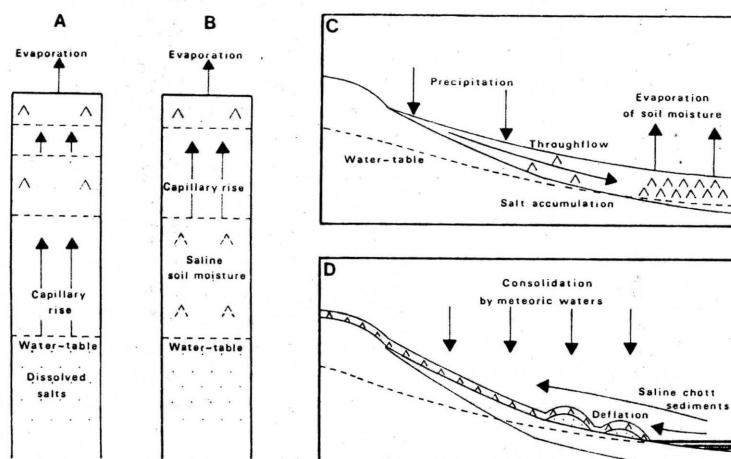 A
Evaporation
Capillary
rise
Water-table
Dissolved
salts
B
Evaporation
Capillary rise
Saline
soil moisture
Water-table
C
Precipitation
Evaporation
of soil moisture
Throughflow
Water-table
Salt accumulation
D
Consolidation
by meteoric waters
Saline chott
sediments
Deflation